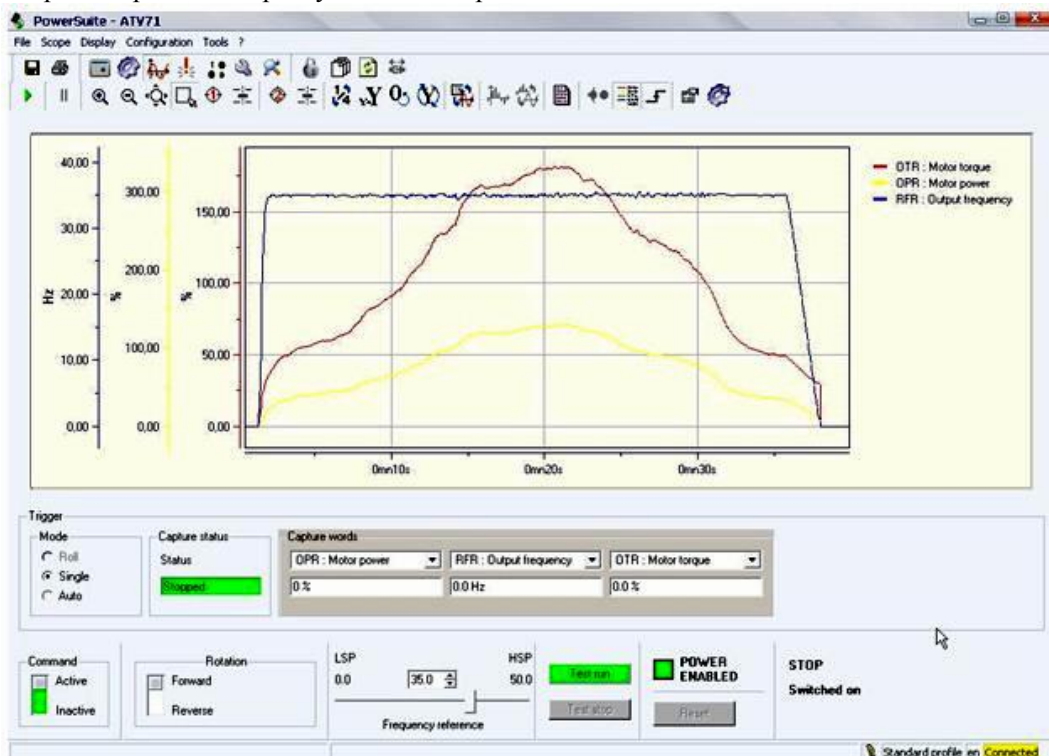 PowerSuite - ATV71
File Scope Display Configuration Tools ?
OTR : Motor torque
OPR : Motor power
RFR : Output frequency
40,00
30,00
20,00
10,00
0,00
Hz
300,00
200,00
100,00
0,00
%
150,00
100,00
50,00
0,00
%
0mn10s
0mn20s
0mn30s
Trigger
Mode
Roll
Single
Auto
Capture status
Status
Stopped
Capture words
OPR : Motor power
RFR : Output frequency
OTR : Motor torque
0 %
0.0 Hz
0.0 %
Command
Active
Inactive
Rotation
Forward
Reverse
LSP
HSP
0.0
35.0
50.0
Frequency reference
Test run
Test stop
POWER ENABLED
Reset
STOP
Switched on
Standard profile en Connected